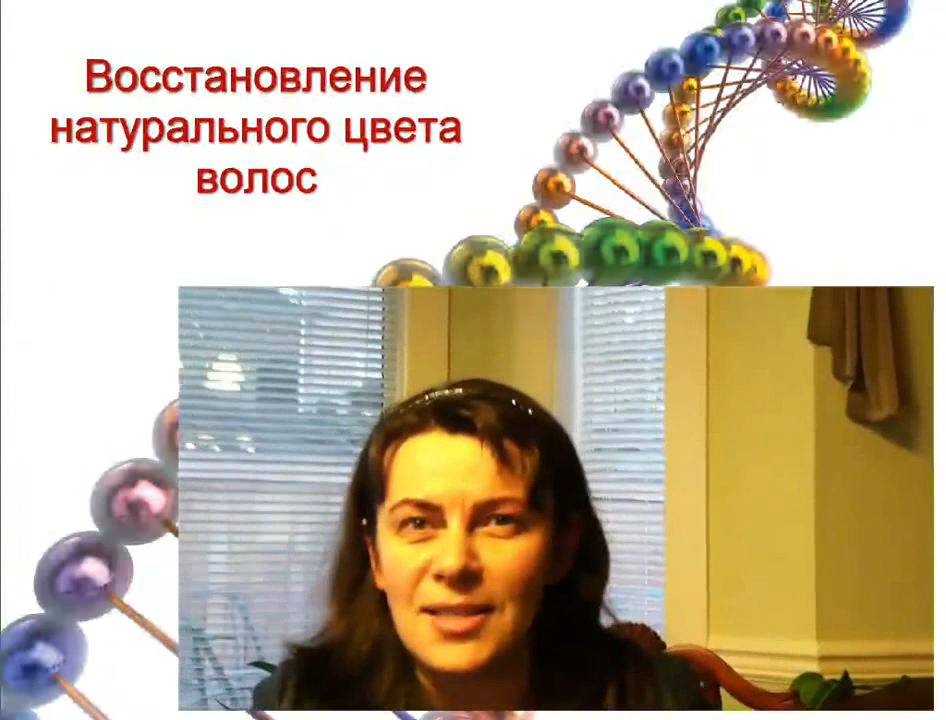 Восстановление
натурального цвета
волос